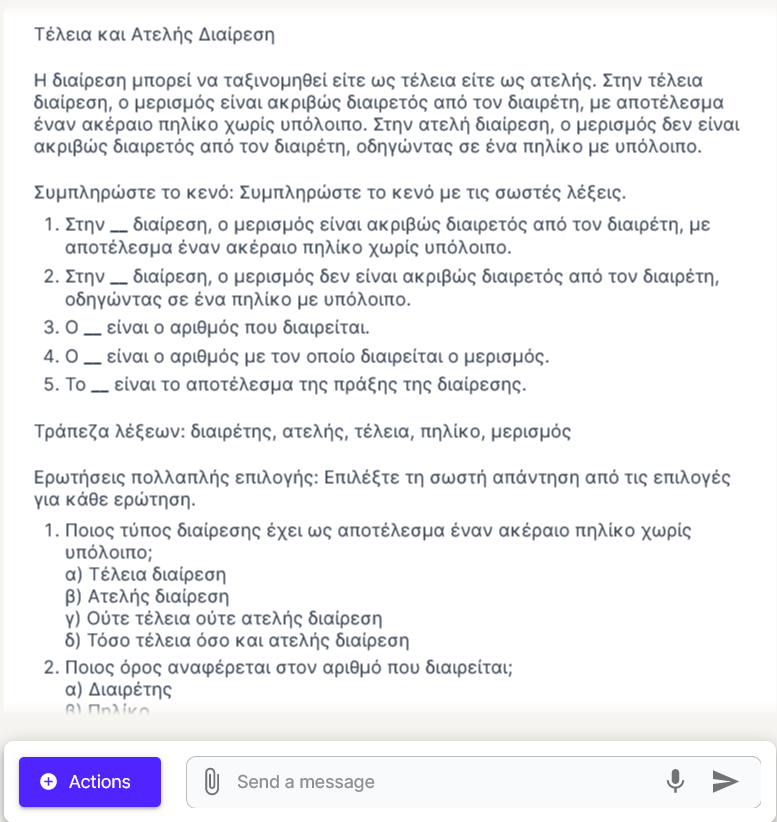 Τέλεια και Ατελής Διαίρεση
Η διαίρεση μπορεί να ταξινομηθεί είτε ως τέλεια είτε ως ατελής. Στην τέλεια
διαίρεση, ο μερισμός είναι ακριβώς διαιρετός από τον διαιρέτη, με αποτέλεσμα
έναν ακέραιο πηλίκο χωρίς υπόλοιπο. Στην ατελή διαίρεση, ο μερισμός δεν είναι
ακριβώς διαιρετός από τον διαιρέτη, οδηγώντας σε ένα πηλίκο με υπόλοιπο.
Συμπληρώστε το κενό: Συμπληρώστε το κενό με τις σωστές λέξεις.
1. Στην __ διαίρεση, ο μερισμός είναι ακριβώς διαιρετός από τον διαιρέτη, με
αποτέλεσμα έναν ακέραιο πηλίκο χωρίς υπόλοιπο.
2. Στην __ διαίρεση, ο μερισμός δεν είναι ακριβώς διαιρετός από τον διαιρέτη,
οδηγώντας σε ένα πηλίκο με υπόλοιπο.
3. Ο __ είναι ο αριθμός που διαιρείται.
4. Ο __ είναι ο αριθμός με τον οποίο διαιρείται ο μερισμός.
5. Το __ είναι το αποτέλεσμα της πράξης της διαίρεσης.
Τράπεζα λέξεων: διαιρέτης, ατελής, τέλεια, πηλίκο, μερισμός
Ερωτήσεις πολλαπλής επιλογής: Επιλέξτε τη σωστή απάντηση από τις επιλογές
για κάθε ερώτηση.
1. Ποιος τύπος διαίρεσης έχει ως αποτέλεσμα έναν ακέραιο πηλίκο χωρίς
υπόλοιπο;
α) Τέλεια διαίρεση
β) Ατελής διαίρεση
γ) Ούτε τέλεια ούτε ατελής διαίρεση
δ) Τόσο τέλεια όσο και ατελής διαίρεση
2. Ποιος όρος αναφέρεται στον αριθμό που διαιρείται;
α) Διαιρέτης
β) Πηλίκο
Actions
Send a message